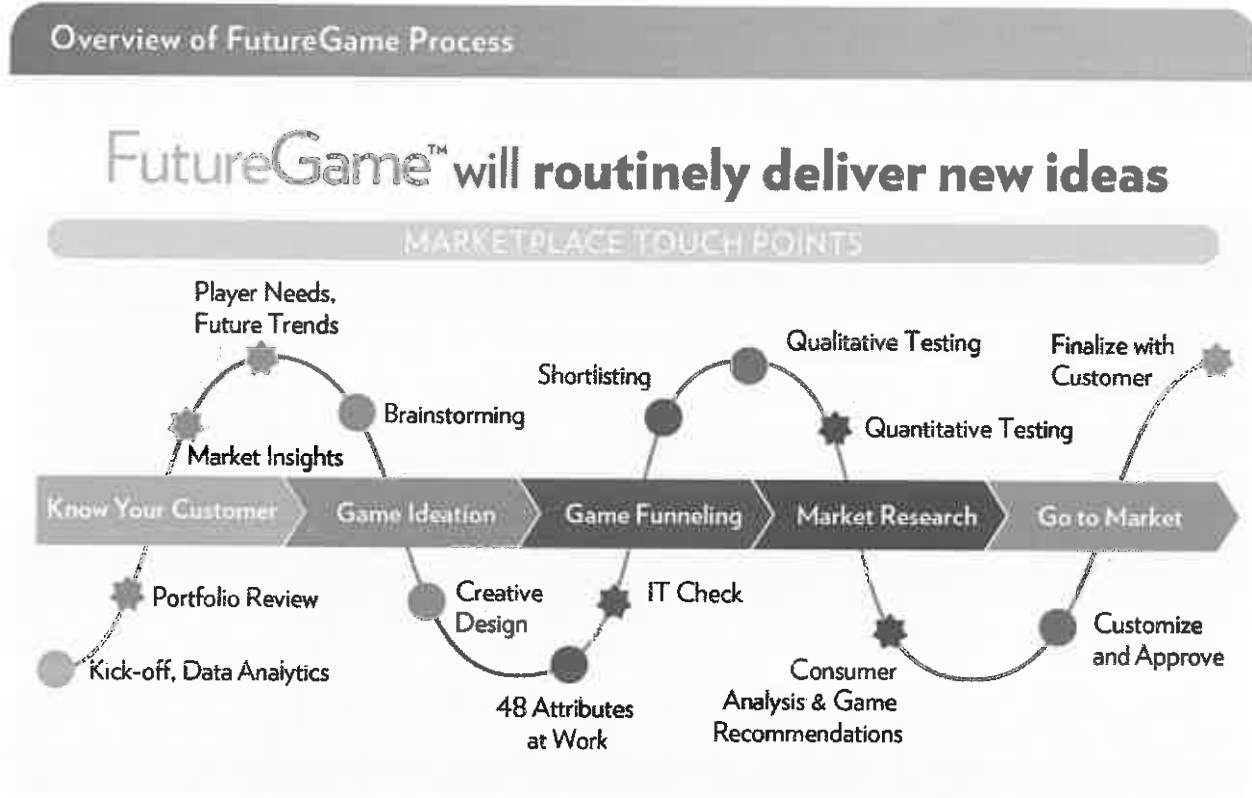 Overview of FutureGame Process
FutureGame™ will routinely deliver new ideas
MARKETPLACE TOUCH POINTS
Player Needs,
Future Trends
Market Insights
Brainstorming
Shortlisting
Qualitative Testing
Quantitative Testing
Finalize with
Customer
Know Your Customer
Game Ideation
Game Funneling
Market Research
Go to Market
Portfolio Review
Kick-off, Data Analytics
Creative
Design
48 Attributes
at Work
IT Check
Consumer
Analysis & Game
Recommendations
Customize
and Approve